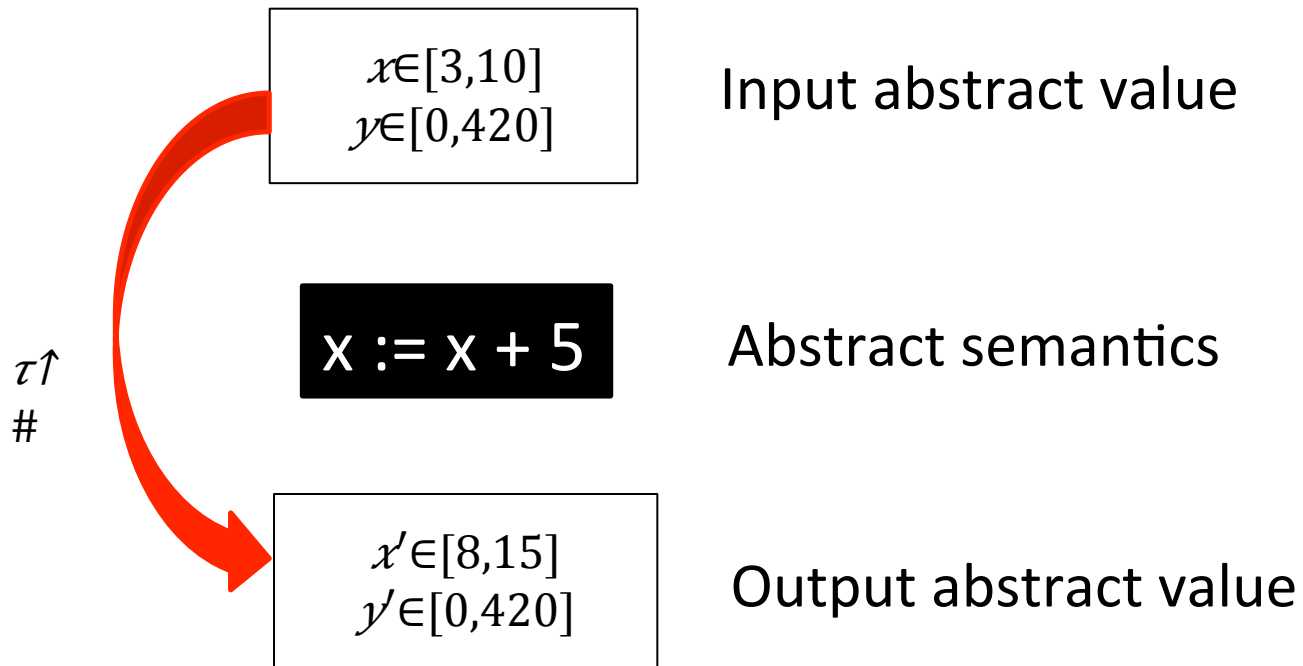 x∈[3,10]
y∈[0,420]
Input abstract value
x := x + 5
Abstract semantics
τ↑
#
x′∈[8,15]
y′∈[0,420]
Output abstract value